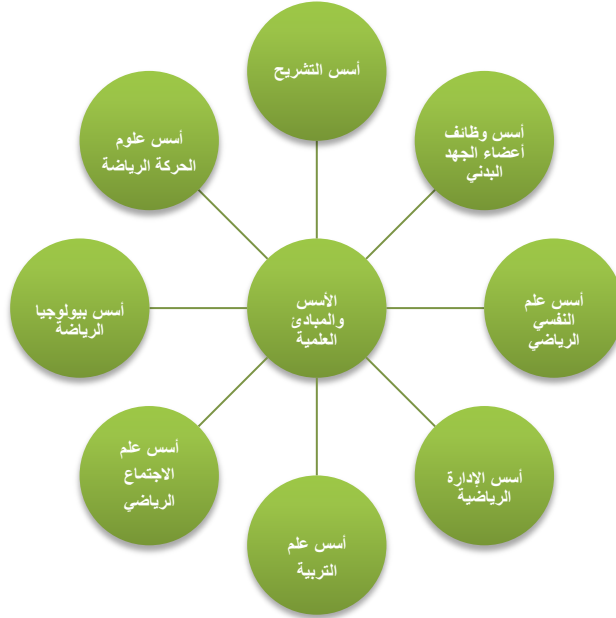 أسس التشريح
أسس وظائف
أعضاء الجهد
البدني
أسس علم
النفسي
الرياضي
أسس الإدارة
الرياضية
أسس علم
التربية
أسس علم
الاجتماع
الرياضي
أسس بيولوجيا
الرياضة
أسس علوم
الحركة الرياضة
الأسس
والمبادئ
العلمية